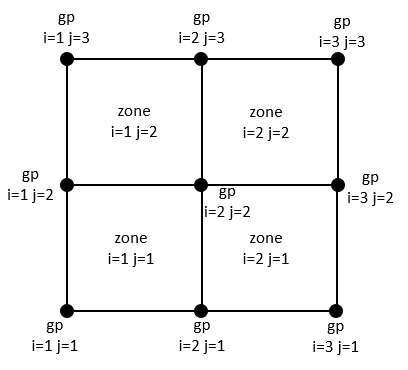 gp
i=1 j=3
gp
i=2 j=3
gp
i=3 j=3
zone
i=1 j=2
zone
i=2 j=2
gp
i=1 j=2
gp
i=2 j=2
gp
i=3 j=2
zone
i=1 j=1
zone
i=2 j=1
gp
i=1 j=1
gp
i=2 j=1
gp
i=3 j=1